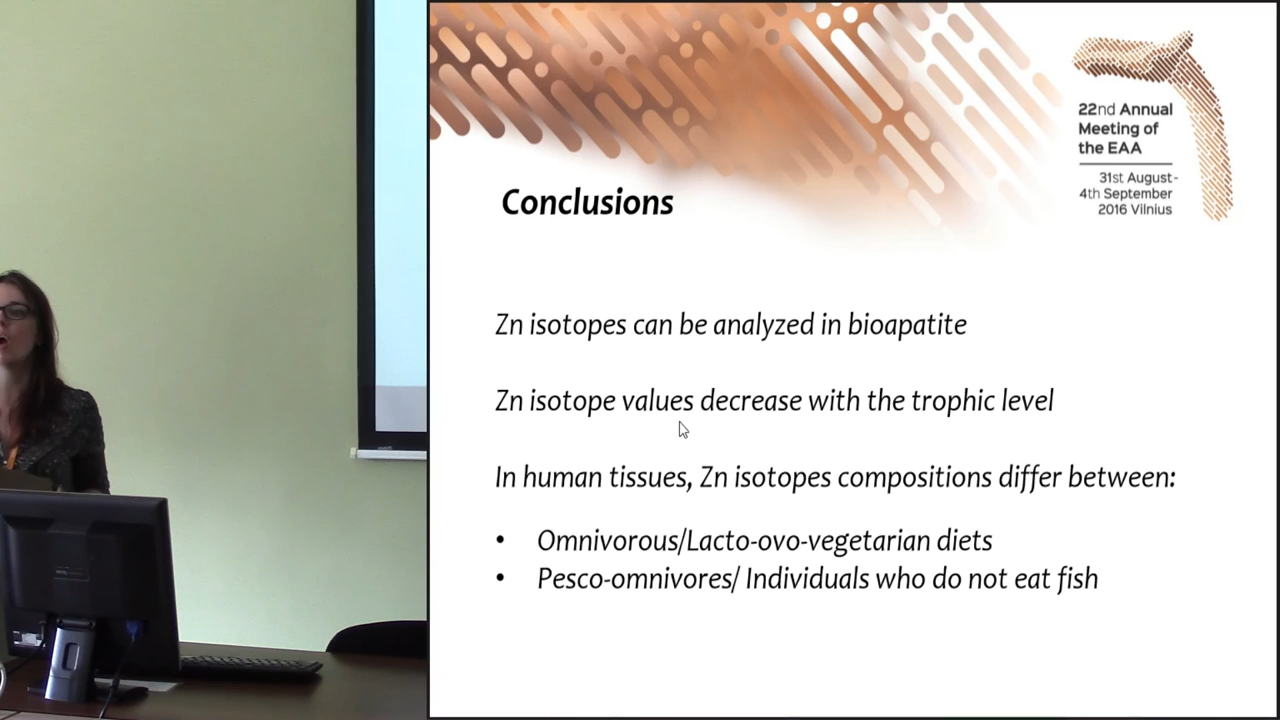 22nd Annual
Meeting of
the EAA
31st August-
4th September
2016 Vilnius
Conclusions
Zn isotopes can be analyzed in bioapatite
Zn isotope values decrease with the trophic level
In human tissues, Zn isotopes compositions differ between:
• Omnivorous/Lacto-ovo-vegetarian diets
• Pesco-omnivores/ Individuals who do not eat fish